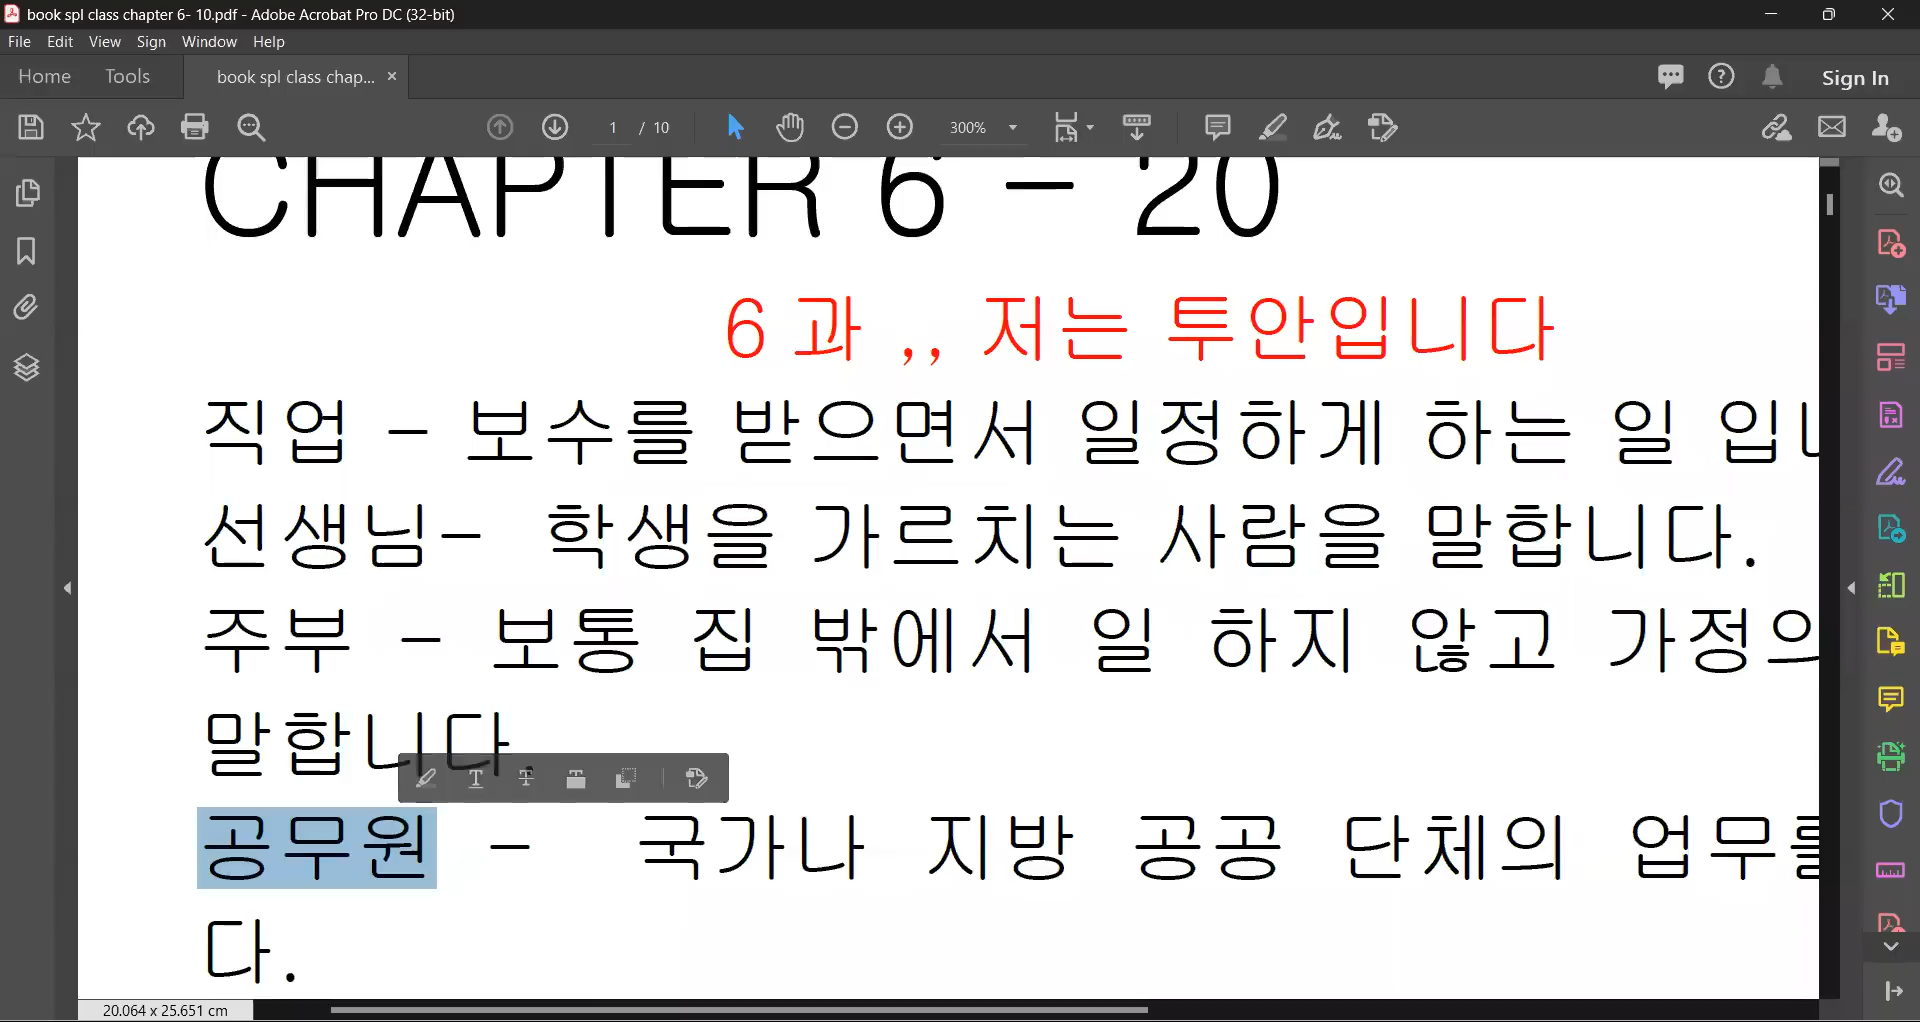 book spl class chapter 6- 10.pdf - Adobe Acrobat Pro DC (32-bit)
File Edit View Sign Window Help
Home Tools book spl class chap... × Sign In
1 / 10 300%
CHAPTER 6 - 20
6 과 ,, 저는 투안입니다
직업 - 보수를 받으면서 일정하게 하는 일
선생님- 학생을 가르치는 사람을 말합니다.
주부 - 보통 집 밖에서 일 하지 않고
말합니다
공무원 - 국가나 지방 공공 단체의
다.
20.064 x 25.651 cm